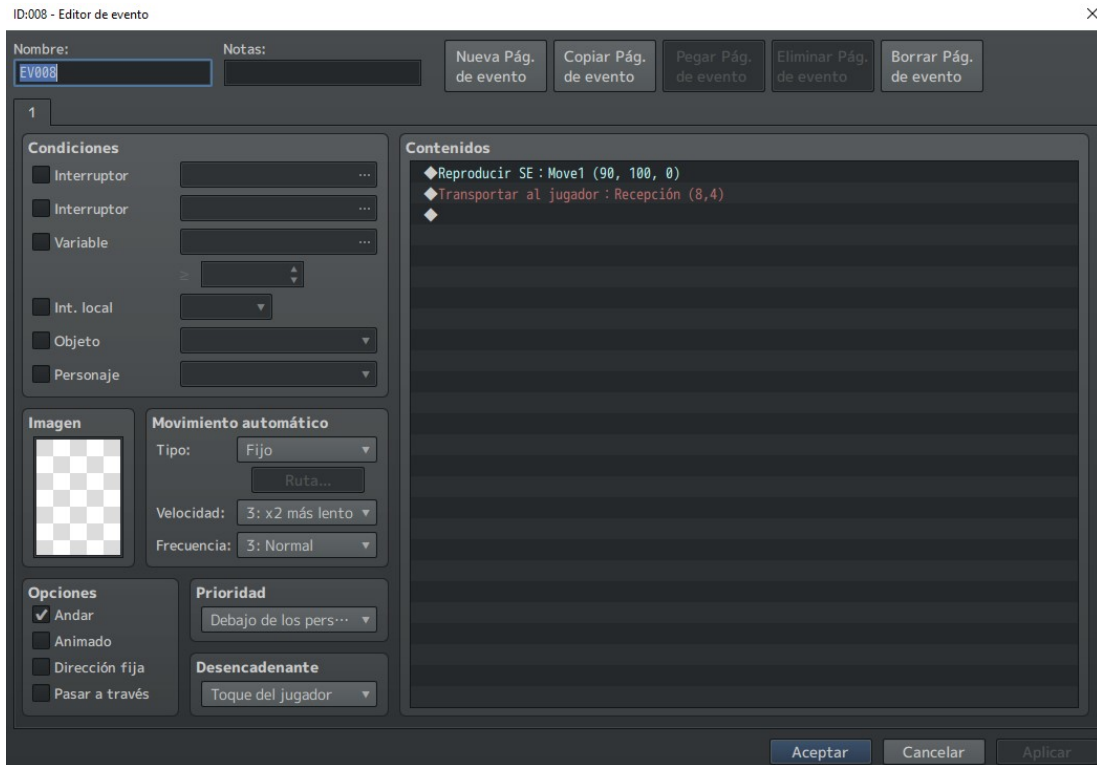 ID:008 - Editor de evento
Nombre:
Notas:
EV008
Nueva Pág.
de evento
Copiar Pág.
de evento
Pegar Pág.
de evento
Eliminar Pág.
de evento
Borrar Pág.
de evento
1
Condiciones
Interruptor
Interruptor
Variable
≥
Int. local
Objeto
Personaje
Imagen
Movimiento automático
Tipo:
Fijo
Ruta...
Velocidad:
3: x2 más lento
Frecuencia:
3: Normal
Opciones
Andar
Animado
Dirección fija
Pasar a través
Prioridad
Debajo de los pers...
Desencadenante
Toque del jugador
Contenidos
◆Reproducir SE：Move1 (90, 100, 0)
◆Transportar al jugador：Recepción (8,4)
◆
Aceptar
Cancelar
Aplicar